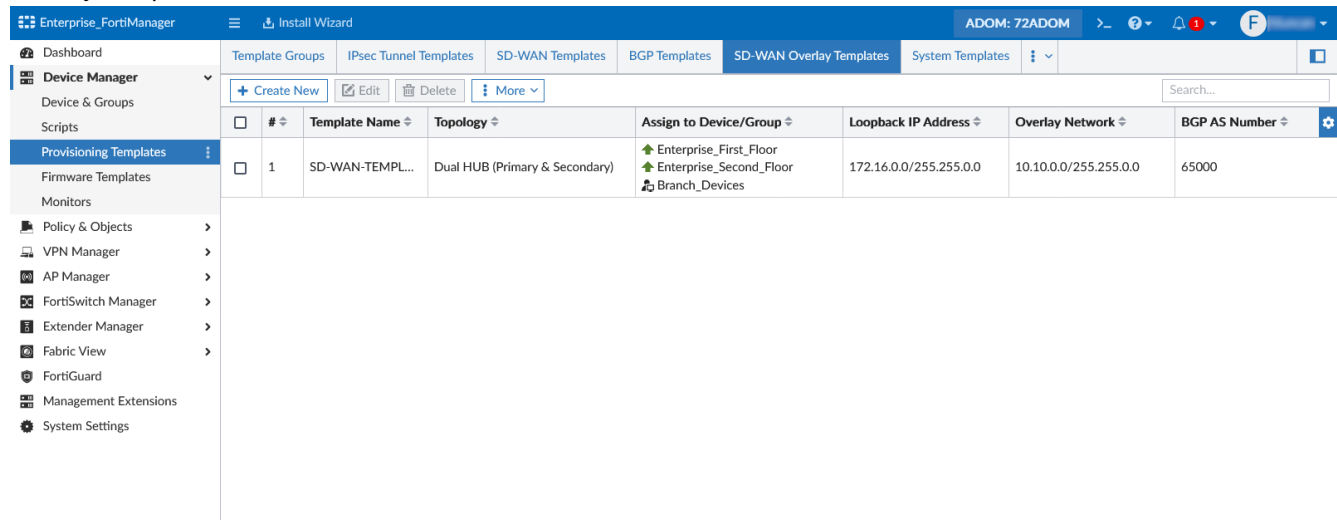 Enterprise_FortiManager
Install Wizard
ADOM: 72ADOM
>_
?
1
F
Dashboard
Device Manager
Device & Groups
Scripts
Provisioning Templates
Firmware Templates
Monitors
Policy & Objects
VPN Manager
AP Manager
FortiSwitch Manager
Extender Manager
Fabric View
FortiGuard
Management Extensions
System Settings
Template Groups IPsec Tunnel Templates SD-WAN Templates BGP Templates SD-WAN Overlay Templates System Templates
+ Create New Edit Delete More Search...
# Template Name Topology Assign to Device/Group Loopback IP Address Overlay Network BGP AS Number
1 SD-WAN-TEMPL... Dual HUB (Primary & Secondary)
Enterprise_First_Floor
Enterprise_Second_Floor
Branch_Devices
172.16.0.0/255.255.0.0 10.10.0.0/255.255.0.0 65000